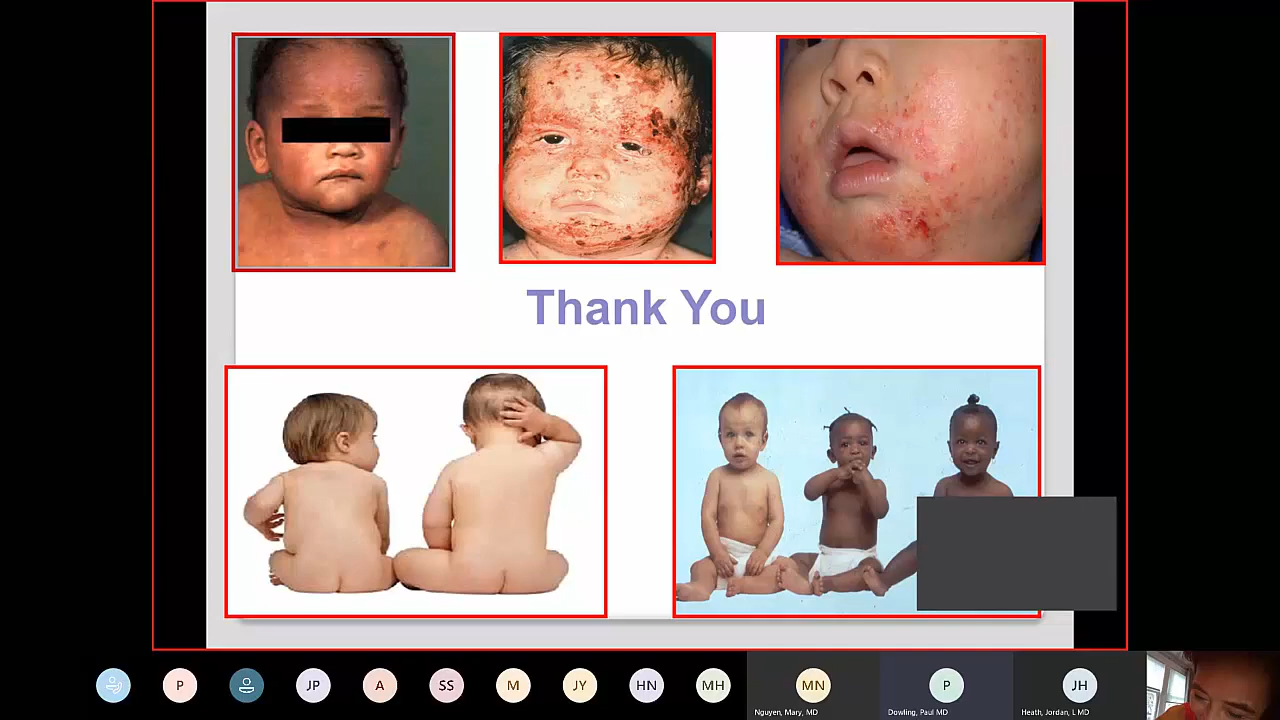 Thank You
P
JP
A
SS
M
JY
HN
MH
MN
P
JH
Nguyen, Mary, MD
Dowling, Paul MD
Heath, Jordan, L MD